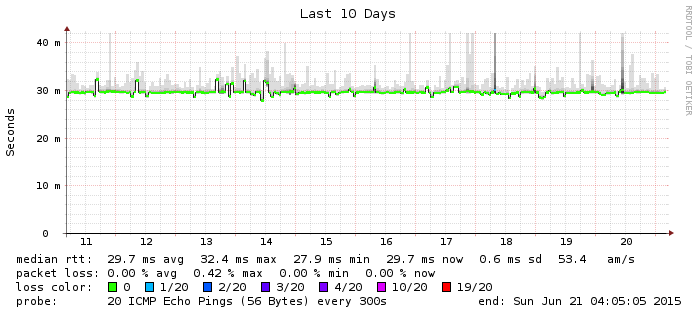 Last 10 Days
RRDTOOL / TOBI OETIKER
Seconds
40 m
30 m
20 m
10 m
0
11 12 13 14 15 16 17 18 19 20
median rtt: 29.7 ms avg 32.4 ms max 27.9 ms min 29.7 ms now 0.6 ms sd 53.4 am/s
packet loss: 0.00 % avg 0.42 % max 0.00 % min 0.00 % now
loss color: 0 1/20 2/20 3/20 4/20 10/20 19/20
probe: 20 ICMP Echo Pings (56 Bytes) every 300s end: Sun Jun 21 04:05:05 2015